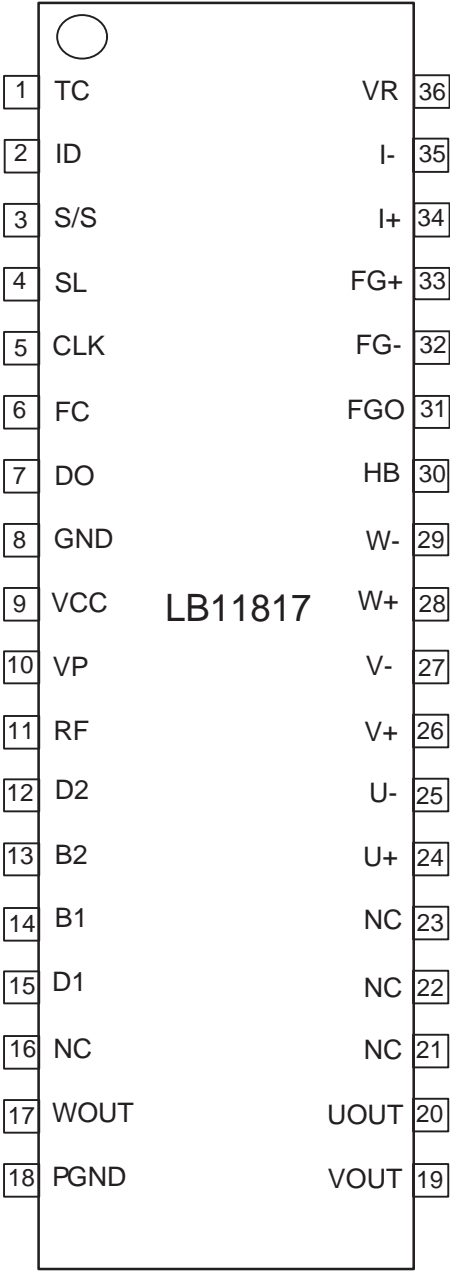 1 TC VR 36
2 ID I- 35
3 S/S I+ 34
4 SL FG+ 33
5 CLK FG- 32
6 FC FGO 31
7 DO HB 30
8 GND W- 29
9 VCC LB11817 W+ 28
10 VP V- 27
11 RF V+ 26
12 D2 U- 25
13 B2 U+ 24
14 B1 NC 23
15 D1 NC 22
16 NC NC 21
17 WOUT UOUT 20
18 PGND VOUT 19